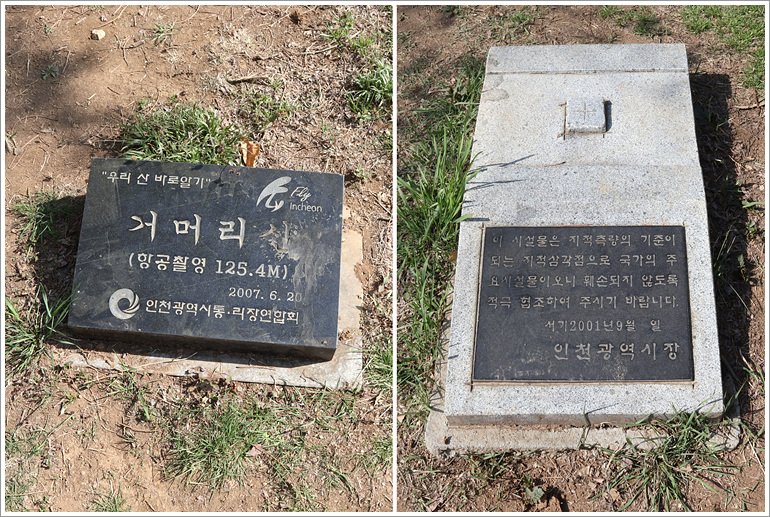 "우리 산 바로알기"
Fly
Incheon
거머리산
(항공촬영 125.4M)
2007. 6. 20
인천광역시통·리장연합회
이 시설물은 지적측량의 기준이
되는 지적삼각점으로 국가의 주
요시설물이오니 훼손되지 않도록
적극 협조하여 주시기 바랍니다.
서기2001년9월 일
인천광역시장